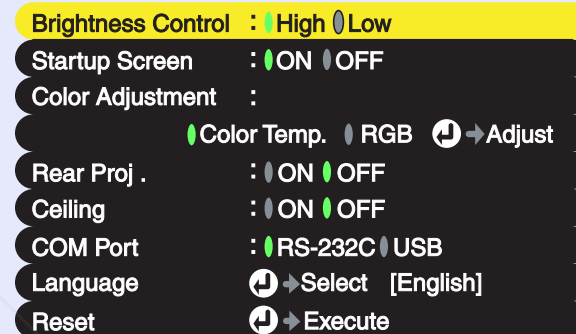 Brightness Control : High Low
Startup Screen : ON OFF
Color Adjustment :
Color Temp. RGB Adjust
Rear Proj . : ON OFF
Ceiling : ON OFF
COM Port : RS-232C USB
Language Select [English]
Reset Execute